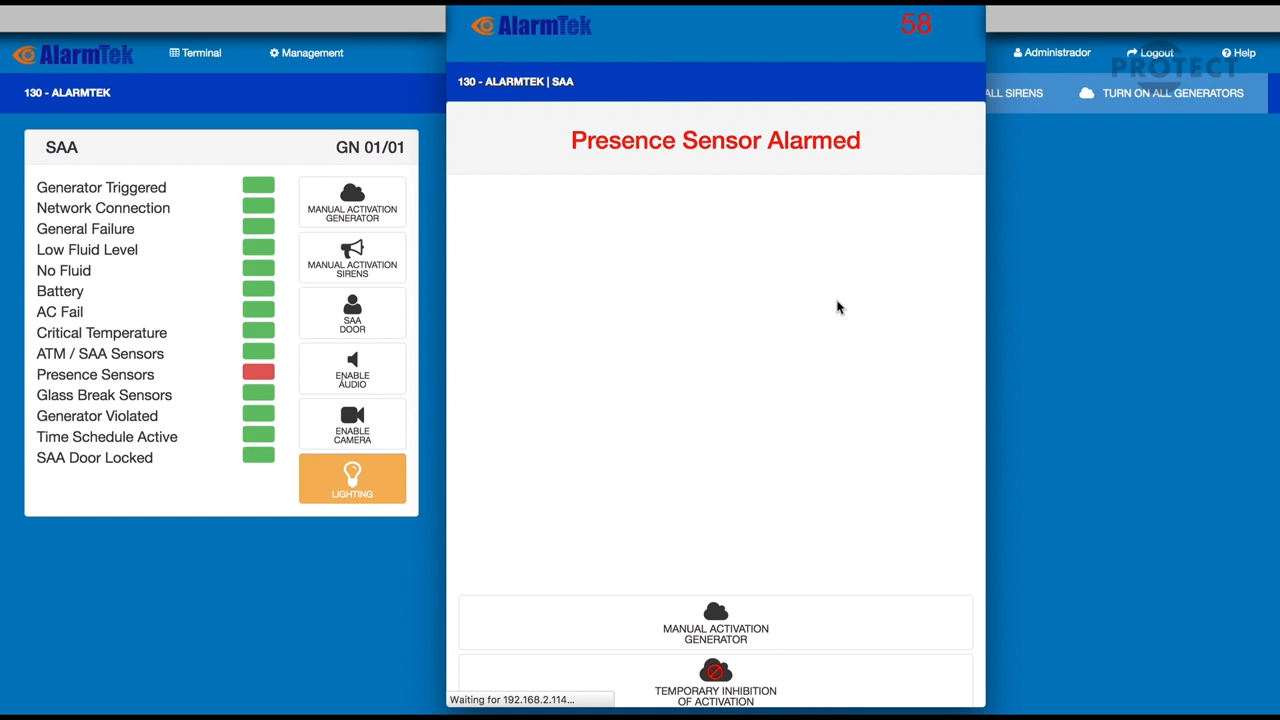 AlarmTek
Terminal
Management
130 - ALARMTEK
SAA
GN 01/01
Generator Triggered
Network Connection
General Failure
Low Fluid Level
No Fluid
Battery
AC Fail
Critical Temperature
ATM / SAA Sensors
Presence Sensors
Glass Break Sensors
Generator Violated
Time Schedule Active
SAA Door Locked
MANUAL ACTIVATION
GENERATOR
MANUAL ACTIVATION
SIRENS
SAA
DOOR
ENABLE
AUDIO
ENABLE
CAMERA
LIGHTING
AlarmTek
58
130 - ALARMTEK | SAA
Presence Sensor Alarmed
MANUAL ACTIVATION
GENERATOR
TEMPORARY INHIBITION
OF ACTIVATION
Waiting for 192.168.2.114...
Administrador
Logout
Help
PROTECT
ALL SIRENS
TURN ON ALL GENERATORS